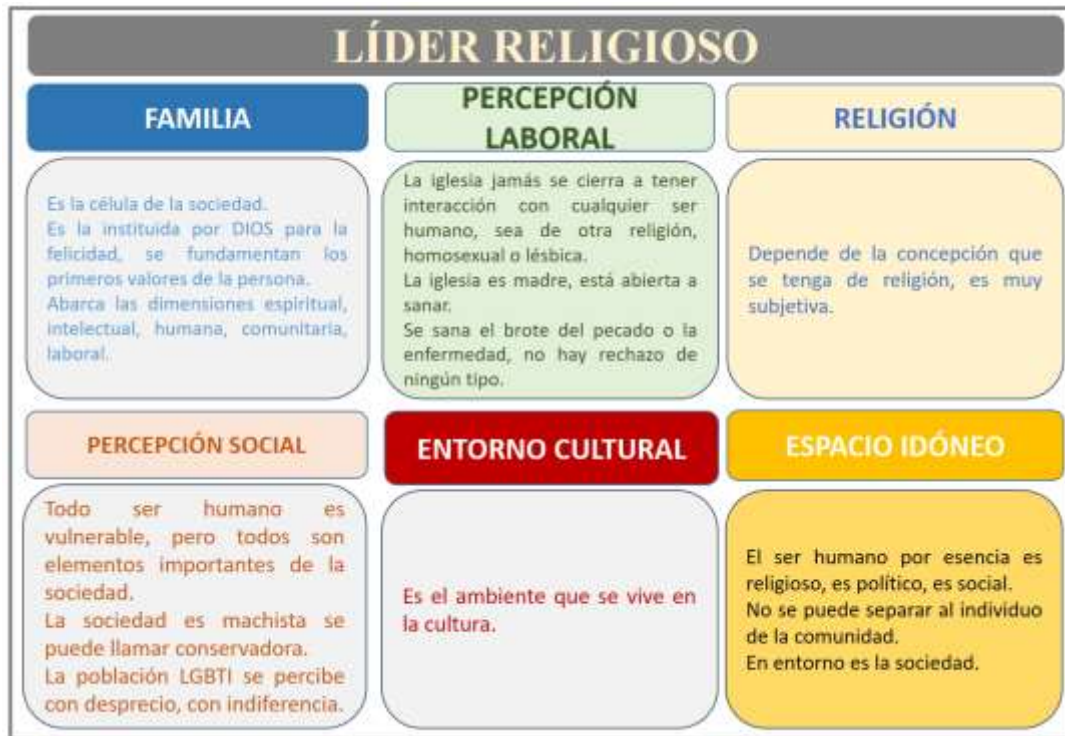 LÍDER RELIGIOSO
FAMILIA
Es la célula de la sociedad.
Es la instituida por DIOS para la
felicidad, se fundamentan los
primeros valores de la persona.
Abarca las dimensiones espiritual,
intelectual, humana, comunitaria,
laboral.
PERCEPCIÓN
LABORAL
La iglesia jamás se cierra a tener
interacción con cualquier ser
humano, sea de otra religión,
homosexual o lésbica.
La iglesia es madre, está abierta a
sanar.
Se sana el brote del pecado o la
enfermedad, no hay rechazo de
ningún tipo.
RELIGIÓN
Depende de la concepción que
se tenga de religión, es muy
subjetiva.
PERCEPCIÓN SOCIAL
Todo ser humano es
vulnerable, pero todos son
elementos importantes de la
sociedad.
La sociedad es machista se
puede llamar conservadora.
La población LGBTI se percibe
con desprecio, con indiferencia.
ENTORNO CULTURAL
Es el ambiente que se vive en
la cultura.
ESPACIO IDÓNEO
El ser humano por esencia es
religioso, es político, es social.
No se puede separar al individuo
de la comunidad.
En entorno es la sociedad.